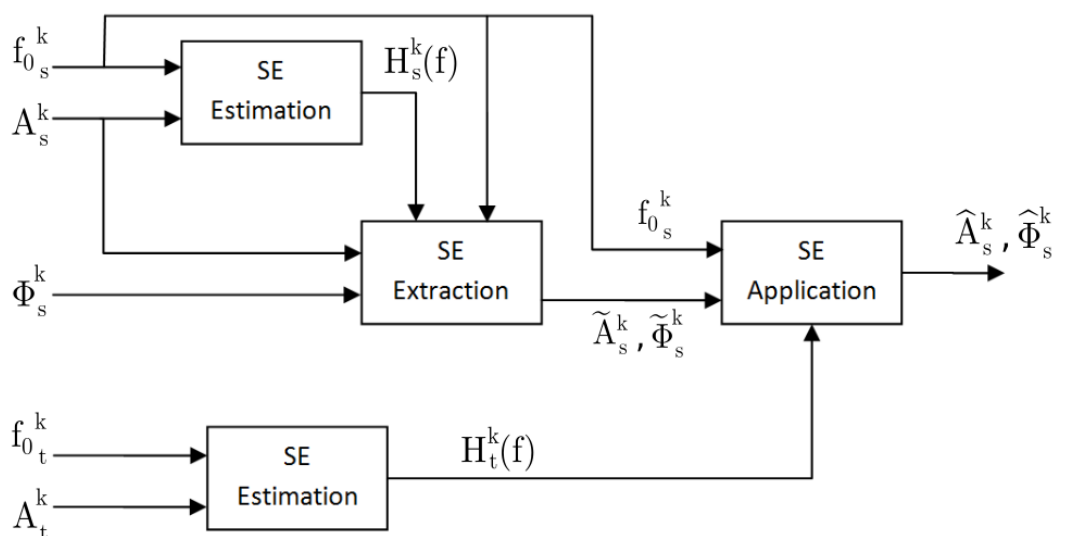 f₀ₛᵏ
SE
Estimation
Hₛᵏ(f)
Aₛᵏ
f₀ₛᵏ
SE
Extraction
SE
Application
Âₛᵏ, Φ̂ₛᵏ
Φₛᵏ
Ãₛᵏ, Φ̃ₛᵏ
f₀ₜᵏ
SE
Estimation
Hₜᵏ(f)
Aₜᵏ